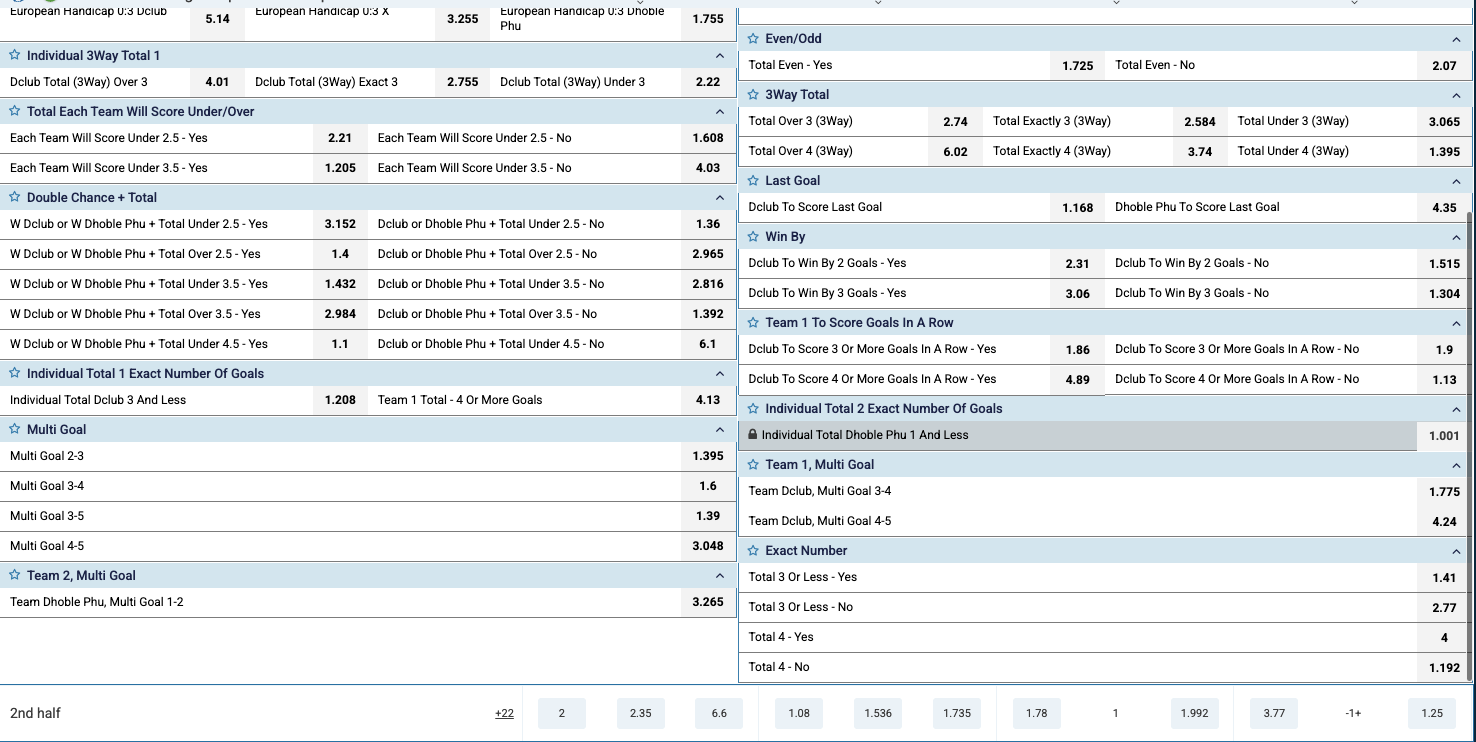 European Handicap 0:3 Dclub 5.14 European Handicap 0:3 X 3.255 European Handicap 0:3 Dhoble Phu 1.755
Individual 3Way Total 1
Dclub Total (3Way) Over 3 4.01 Dclub Total (3Way) Exact 3 2.755 Dclub Total (3Way) Under 3 2.22
Total Each Team Will Score Under/Over
Each Team Will Score Under 2.5 - Yes 2.21 Each Team Will Score Under 2.5 - No 1.608
Each Team Will Score Under 3.5 - Yes 1.205 Each Team Will Score Under 3.5 - No 4.03
Double Chance + Total
W Dclub or W Dhoble Phu + Total Under 2.5 - Yes 3.152 Dclub or Dhoble Phu + Total Under 2.5 - No 1.36
W Dclub or W Dhoble Phu + Total Over 2.5 - Yes 1.4 Dclub or Dhoble Phu + Total Over 2.5 - No 2.965
W Dclub or W Dhoble Phu + Total Under 3.5 - Yes 1.432 Dclub or Dhoble Phu + Total Under 3.5 - No 2.816
W Dclub or W Dhoble Phu + Total Over 3.5 - Yes 2.984 Dclub or Dhoble Phu + Total Over 3.5 - No 1.392
W Dclub or W Dhoble Phu + Total Under 4.5 - Yes 1.1 Dclub or Dhoble Phu + Total Under 4.5 - No 6.1
Individual Total 1 Exact Number Of Goals
Individual Total Dclub 3 And Less 1.208 Team 1 Total - 4 Or More Goals 4.13
Multi Goal
Multi Goal 2-3 1.395
Multi Goal 3-4 1.6
Multi Goal 3-5 1.39
Multi Goal 4-5 3.048
Team 2, Multi Goal
Team Dhoble Phu, Multi Goal 1-2 3.265
Even/Odd
Total Even - Yes 1.725 Total Even - No 2.07
3Way Total
Total Over 3 (3Way) 2.74 Total Exactly 3 (3Way) 2.584 Total Under 3 (3Way) 3.065
Total Over 4 (3Way) 6.02 Total Exactly 4 (3Way) 3.74 Total Under 4 (3Way) 1.395
Last Goal
Dclub To Score Last Goal 1.168 Dhoble Phu To Score Last Goal 4.35
Win By
Dclub To Win By 2 Goals - Yes 2.31 Dclub To Win By 2 Goals - No 1.515
Dclub To Win By 3 Goals - Yes 3.06 Dclub To Win By 3 Goals - No 1.304
Team 1 To Score Goals In A Row
Dclub To Score 3 Or More Goals In A Row - Yes 1.86 Dclub To Score 3 Or More Goals In A Row - No 1.9
Dclub To Score 4 Or More Goals In A Row - Yes 4.89 Dclub To Score 4 Or More Goals In A Row - No 1.13
Individual Total 2 Exact Number Of Goals
Individual Total Dhoble Phu 1 And Less 1.001
Team 1, Multi Goal
Team Dclub, Multi Goal 3-4 1.775
Team Dclub, Multi Goal 4-5 4.24
Exact Number
Total 3 Or Less - Yes 1.41
Total 3 Or Less - No 2.77
Total 4 - Yes 4
Total 4 - No 1.192
2nd half +22 2 2.35 6.6 1.08 1.536 1.735 1.78 1 1.992 3.77 -1+ 1.25